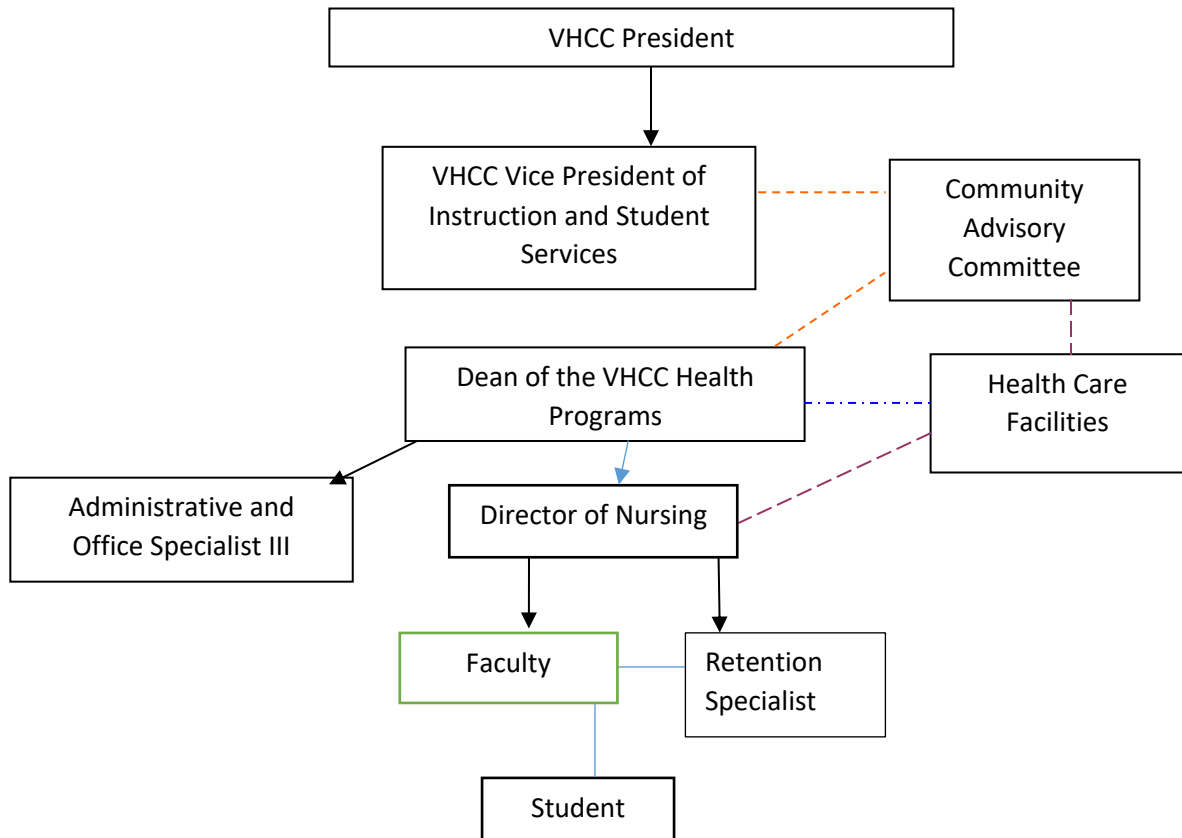 VHCC President
VHCC Vice President of
Instruction and Student
Services
Community
Advisory
Committee
Dean of the VHCC Health
Programs
Health Care
Facilities
Administrative and
Office Specialist III
Director of Nursing
Faculty
Retention
Specialist
Student